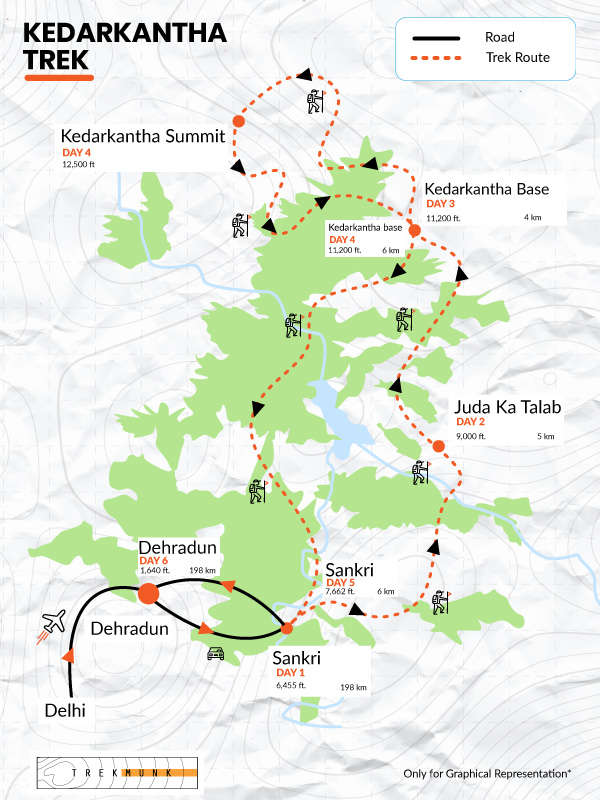 KEDARKANTHA
TREK
Road
Trek Route
Kedarkantha Summit
DAY 4
12,500 ft
Kedarkantha Base
DAY 3
11,200 ft. 4 km
Kedarkantha base
DAY 4
11,200 ft. 6 km
Juda Ka Talab
DAY 2
9,000 ft. 5 km
Dehradun
DAY 6
1,640 ft. 198 km
Sankri
DAY 5
7,662 ft. 6 km
Dehradun
Sankri
DAY 1
6,455 ft. 198 km
Delhi
TREKMUNK
Only for Graphical Representation*